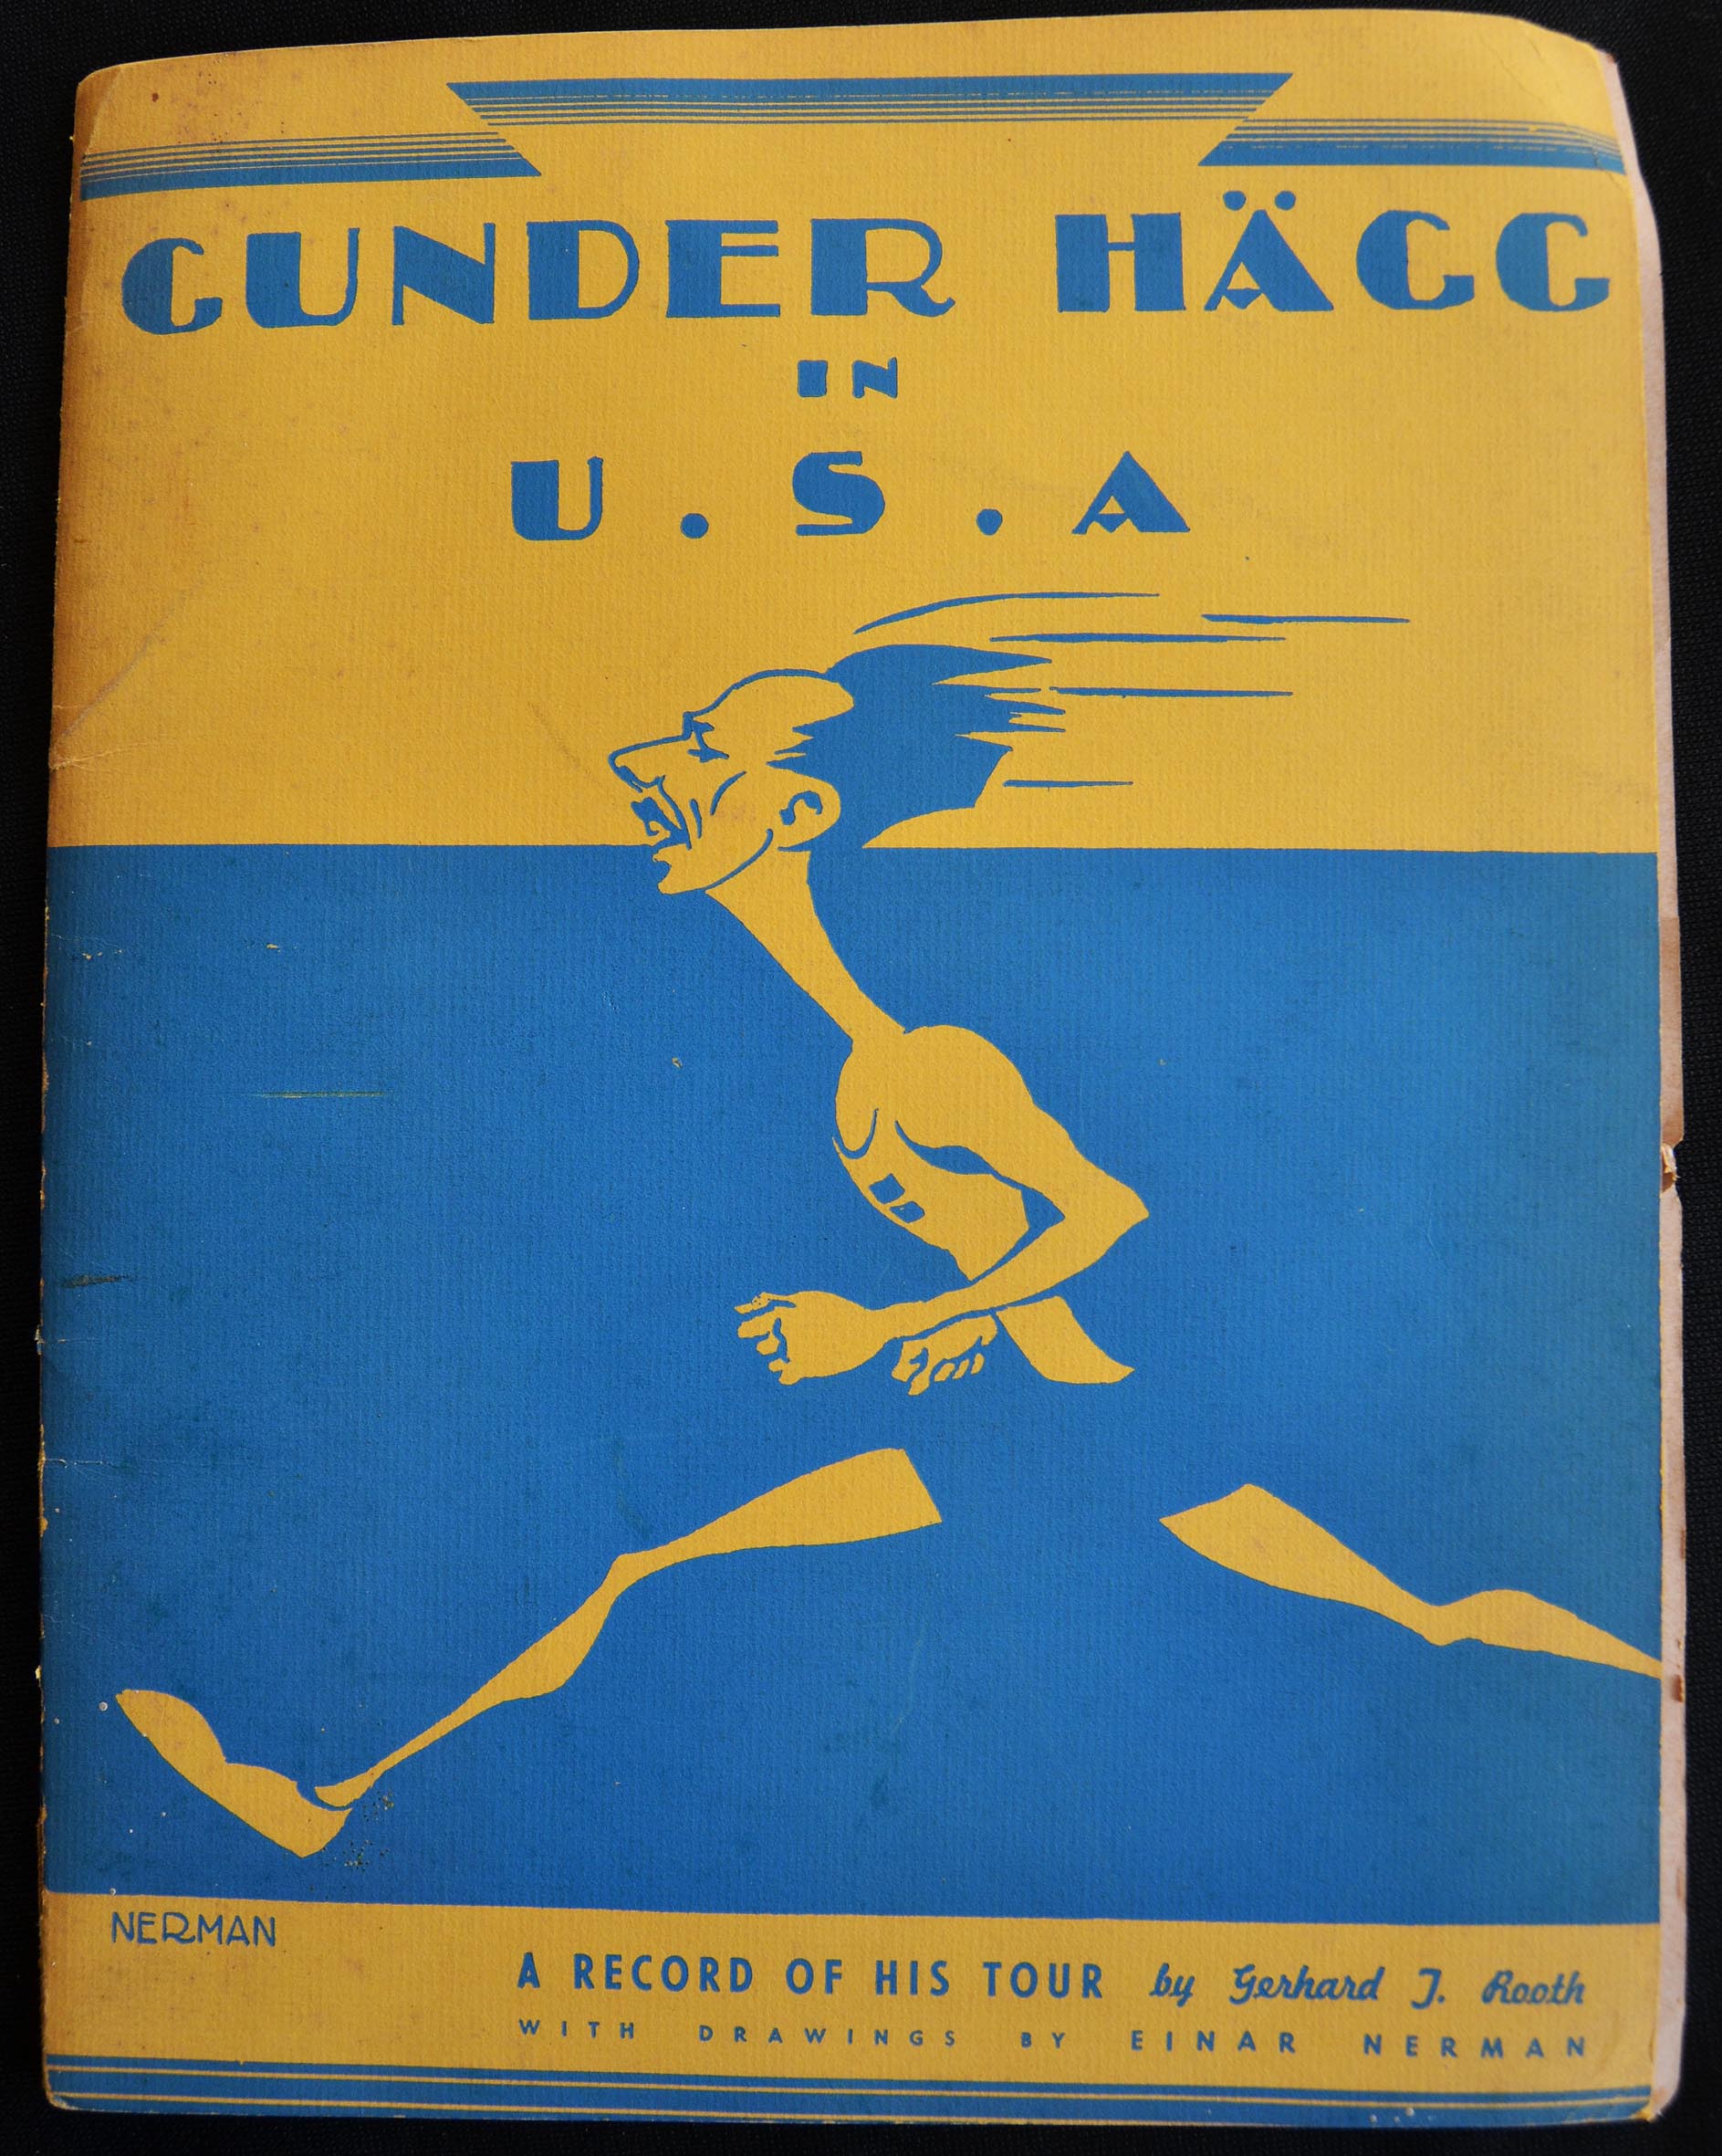 GUNDER HÄGG
IN
U.S.A
NERMAN
A RECORD OF HIS TOUR by Gerhard T. Rooth
WITH DRAWINGS BY EINAR NERMAN